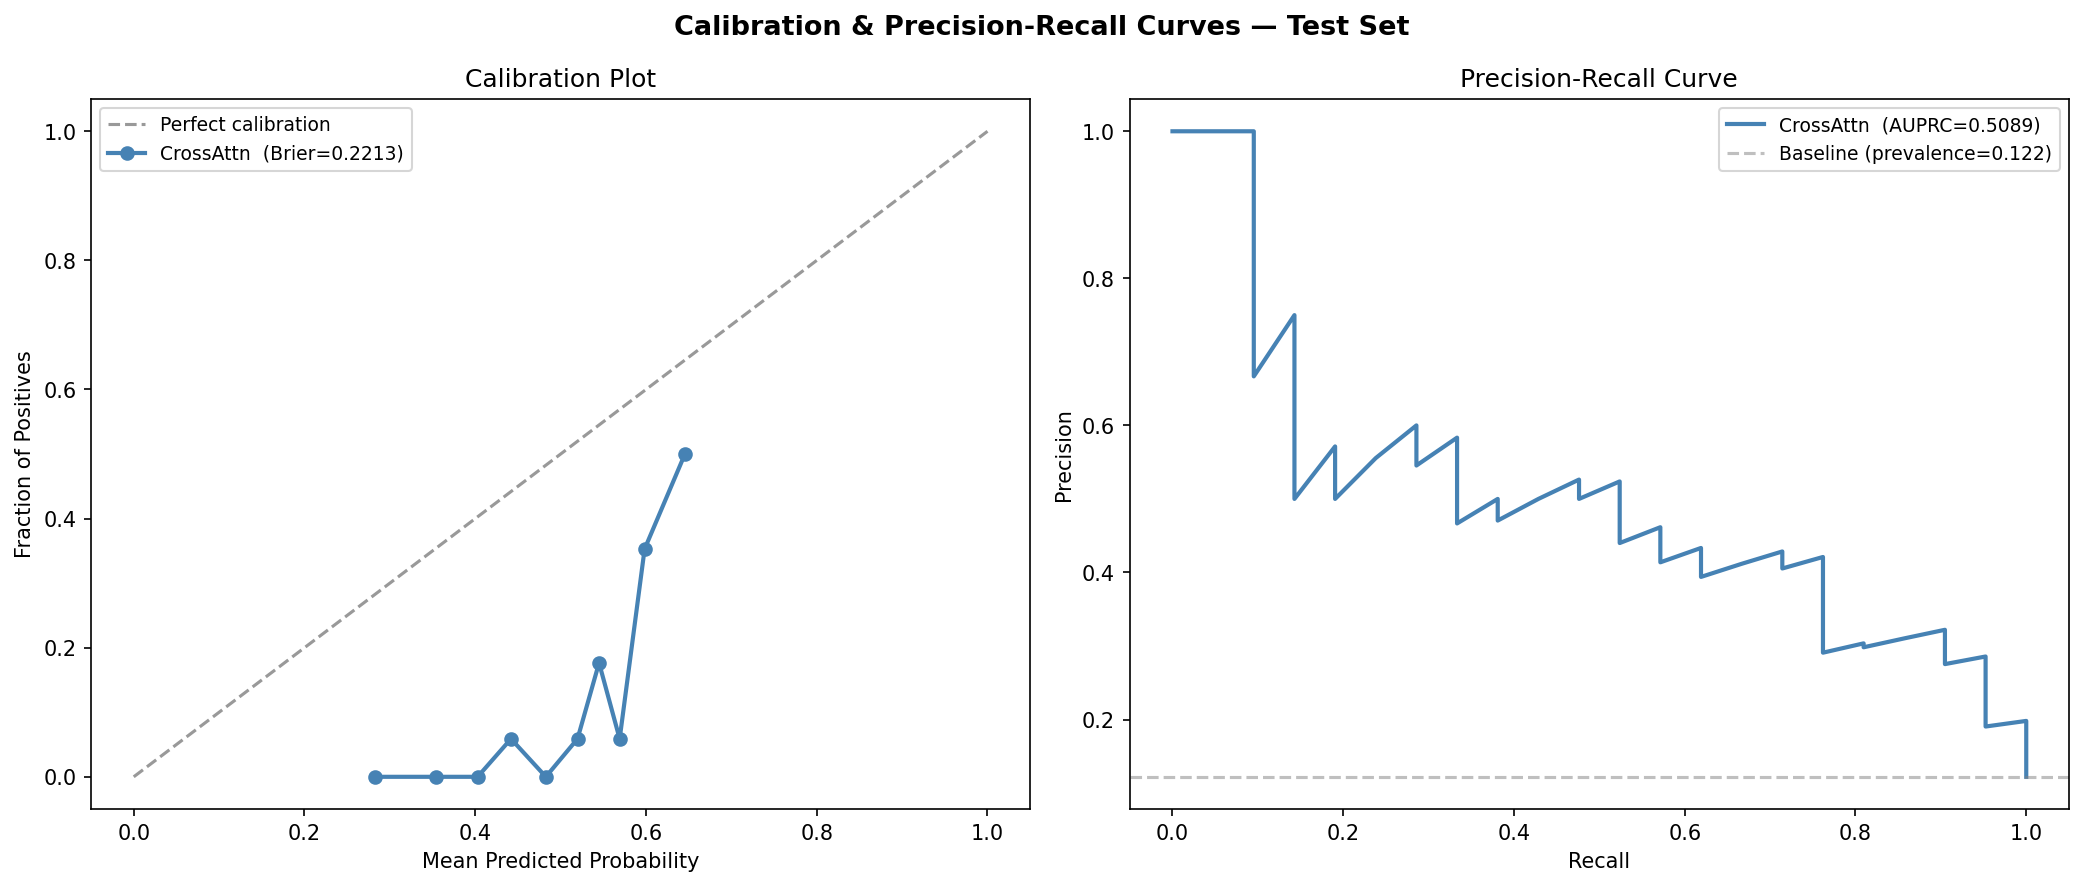 Calibration & Precision-Recall Curves — Test Set
Calibration Plot
Perfect calibration
CrossAttn (Brier=0.2213)
1.0
0.8
0.6
0.4
0.2
0.0
Fraction of Positives
0.0 0.2 0.4 0.6 0.8 1.0
Mean Predicted Probability
Precision-Recall Curve
CrossAttn (AUPRC=0.5089)
Baseline (prevalence=0.122)
1.0
0.8
0.6
0.4
0.2
Precision
0.0 0.2 0.4 0.6 0.8 1.0
Recall